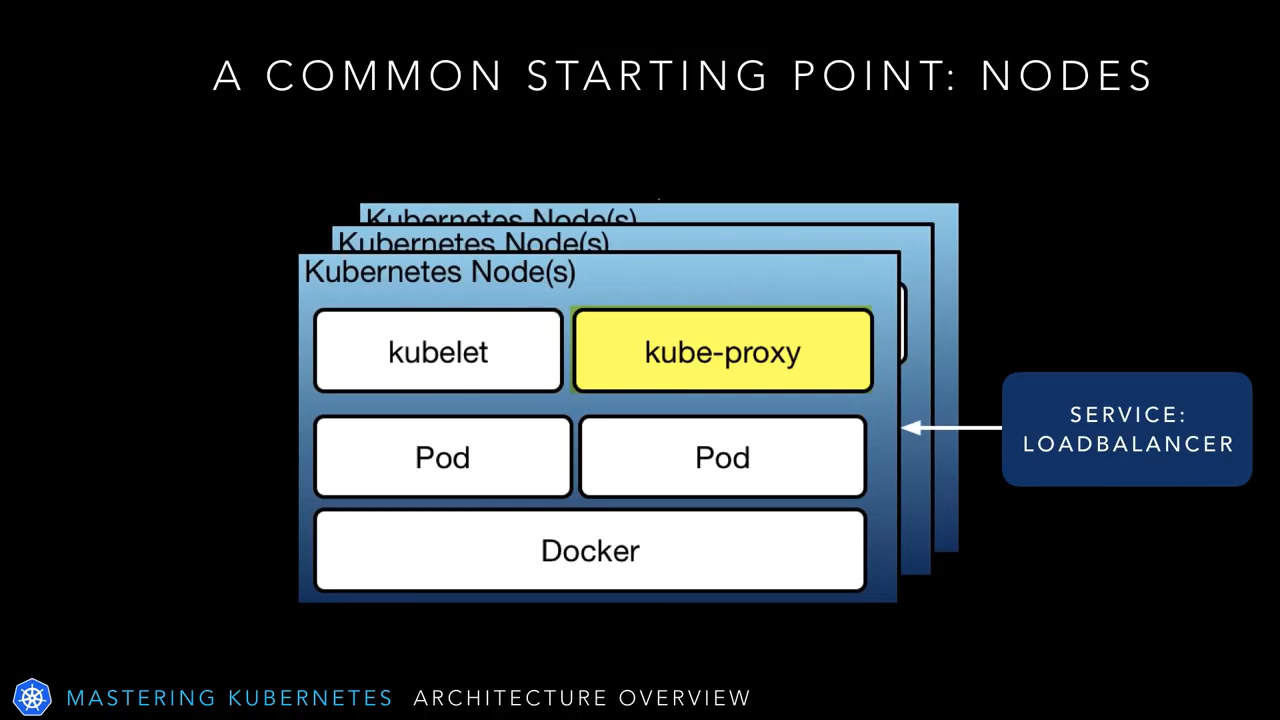 A COMMON STARTING POINT: NODES
Kubernetes Node(s)
Kubernetes Node(s)
Kubernetes Node(s)
kubelet
kube-proxy
Pod
Pod
Docker
SERVICE:
LOADBALANCER
MASTERING KUBERNETES ARCHITECTURE OVERVIEW